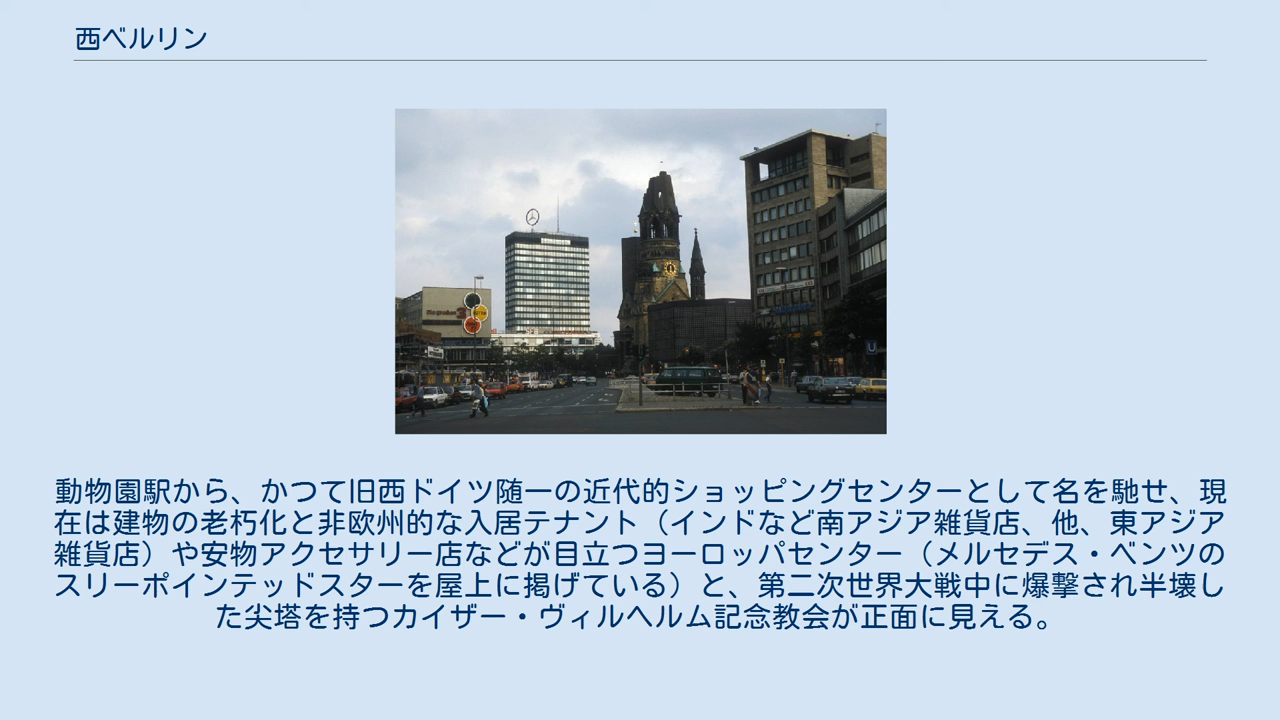 西ベルリン
動物園駅から、かつて旧西ドイツ随一の近代的ショッピングセンターとして名を馳せ、現
在は建物の老朽化と非欧州的な入居テナント（インドなど南アジア雑貨店、他、東アジア
雑貨店）や安物アクセサリー店などが目立つヨーロッパセンター（メルセデス・ベンツの
スリーポインテッドスターを屋上に掲げている）と、第二次世界大戦中に爆撃され半壊し
た尖塔を持つカイザー・ヴィルヘルム記念教会が正面に見える。
U